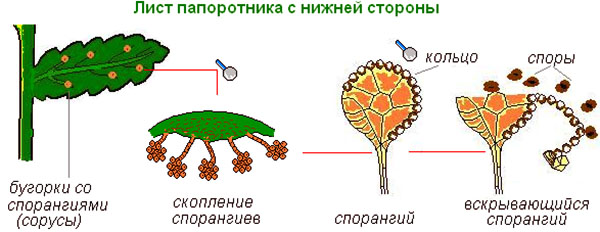 Лист папоротника с нижней стороны
кольцо
споры
бугорки со
спорангиями
(сорусы)
скопление
спорангиев
спорангий
вскрывающийся
спорангий